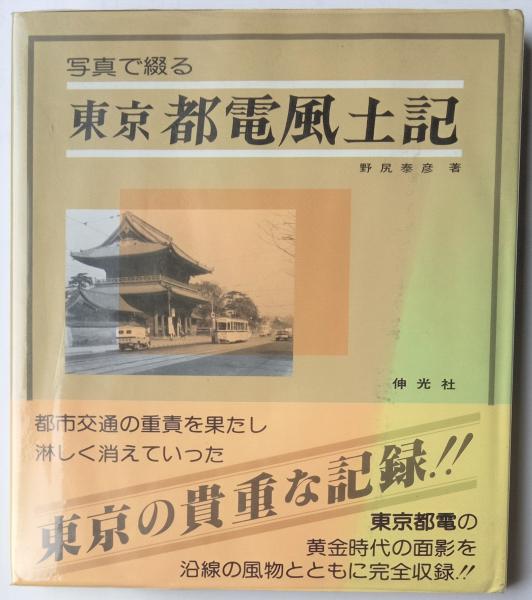 写真で綴る
東京 都電風土記
野尻泰彦 著
伸光社
都市交通の重責を果たし
淋しく消えていった
東京の貴重な記録!!
東京都電の
黄金時代の面影を
沿線の風物とともに完全収録!!